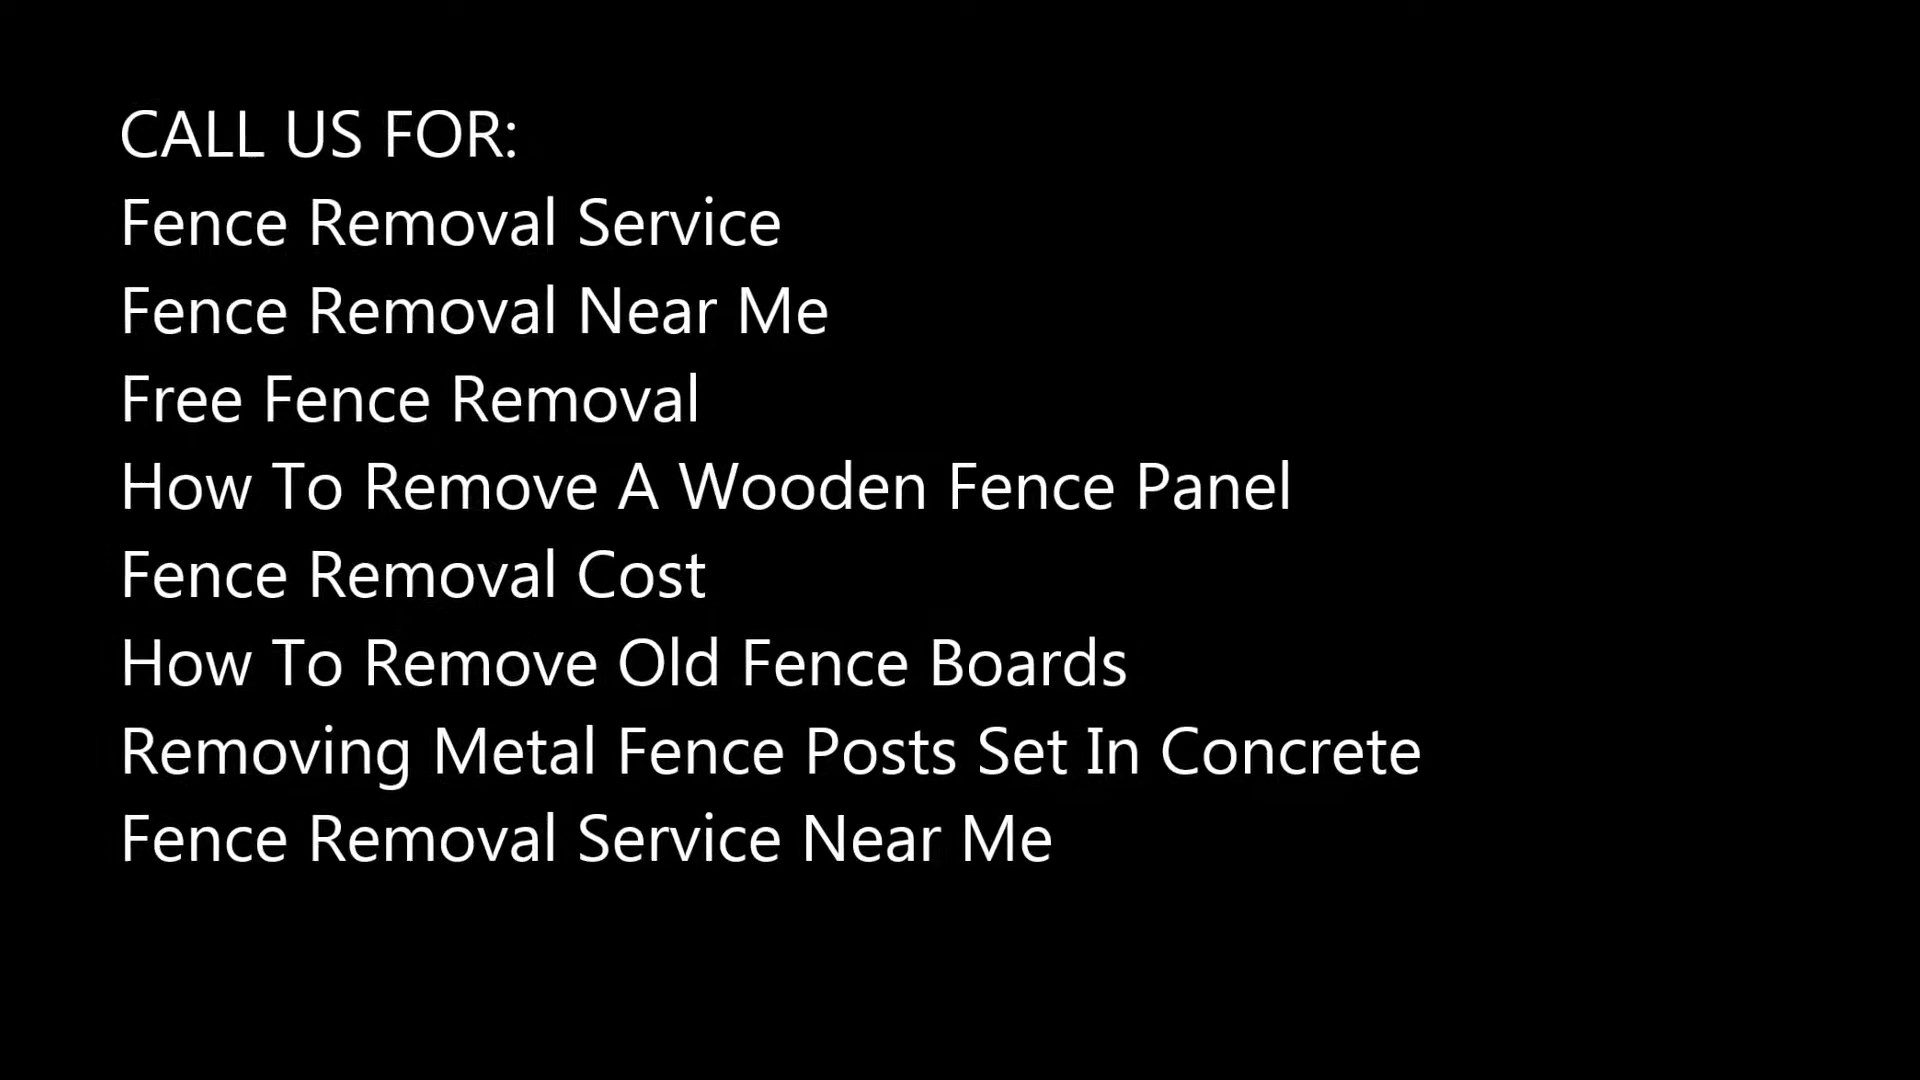 CALL US FOR:
Fence Removal Service
Fence Removal Near Me
Free Fence Removal
How To Remove A Wooden Fence Panel
Fence Removal Cost
How To Remove Old Fence Boards
Removing Metal Fence Posts Set In Concrete
Fence Removal Service Near Me